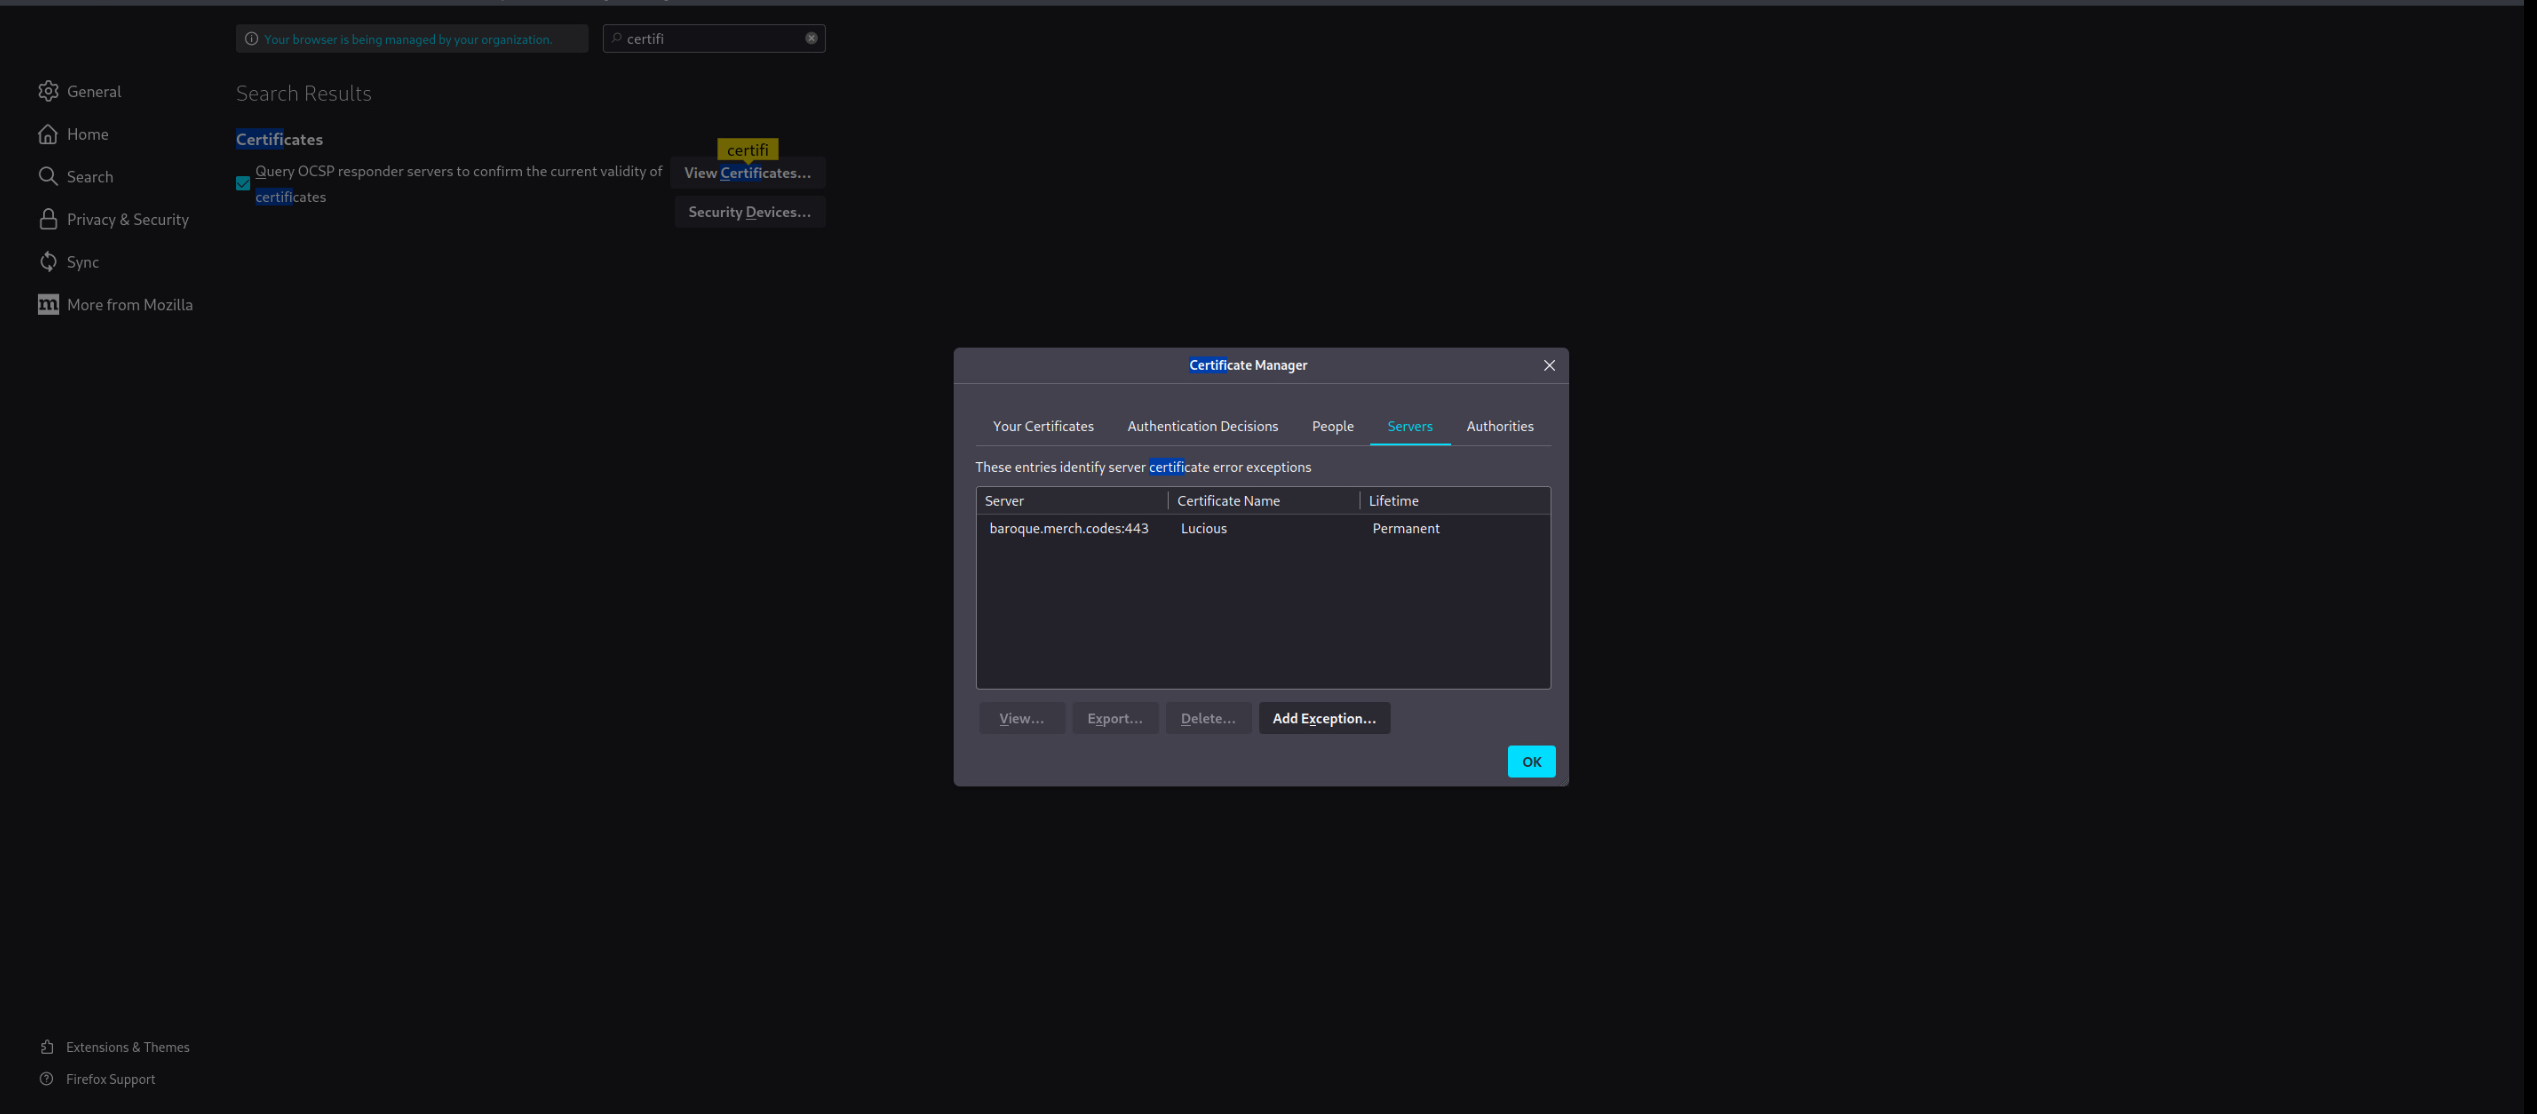 Your browser is being managed by your organization.
certifi
General
Home
Search
Privacy & Security
Sync
More from Mozilla
Search Results
Certificates
Query OCSP responder servers to confirm the current validity of
certificates
certifi
View Certificates...
Security Devices...
Certificate Manager
Your Certificates
Authentication Decisions
People
Servers
Authorities
These entries identify server certificate error exceptions
Server
Certificate Name
Lifetime
baroque.merch.codes:443
Lucious
Permanent
View...
Export...
Delete...
Add Exception...
OK
Extensions & Themes
Firefox Support